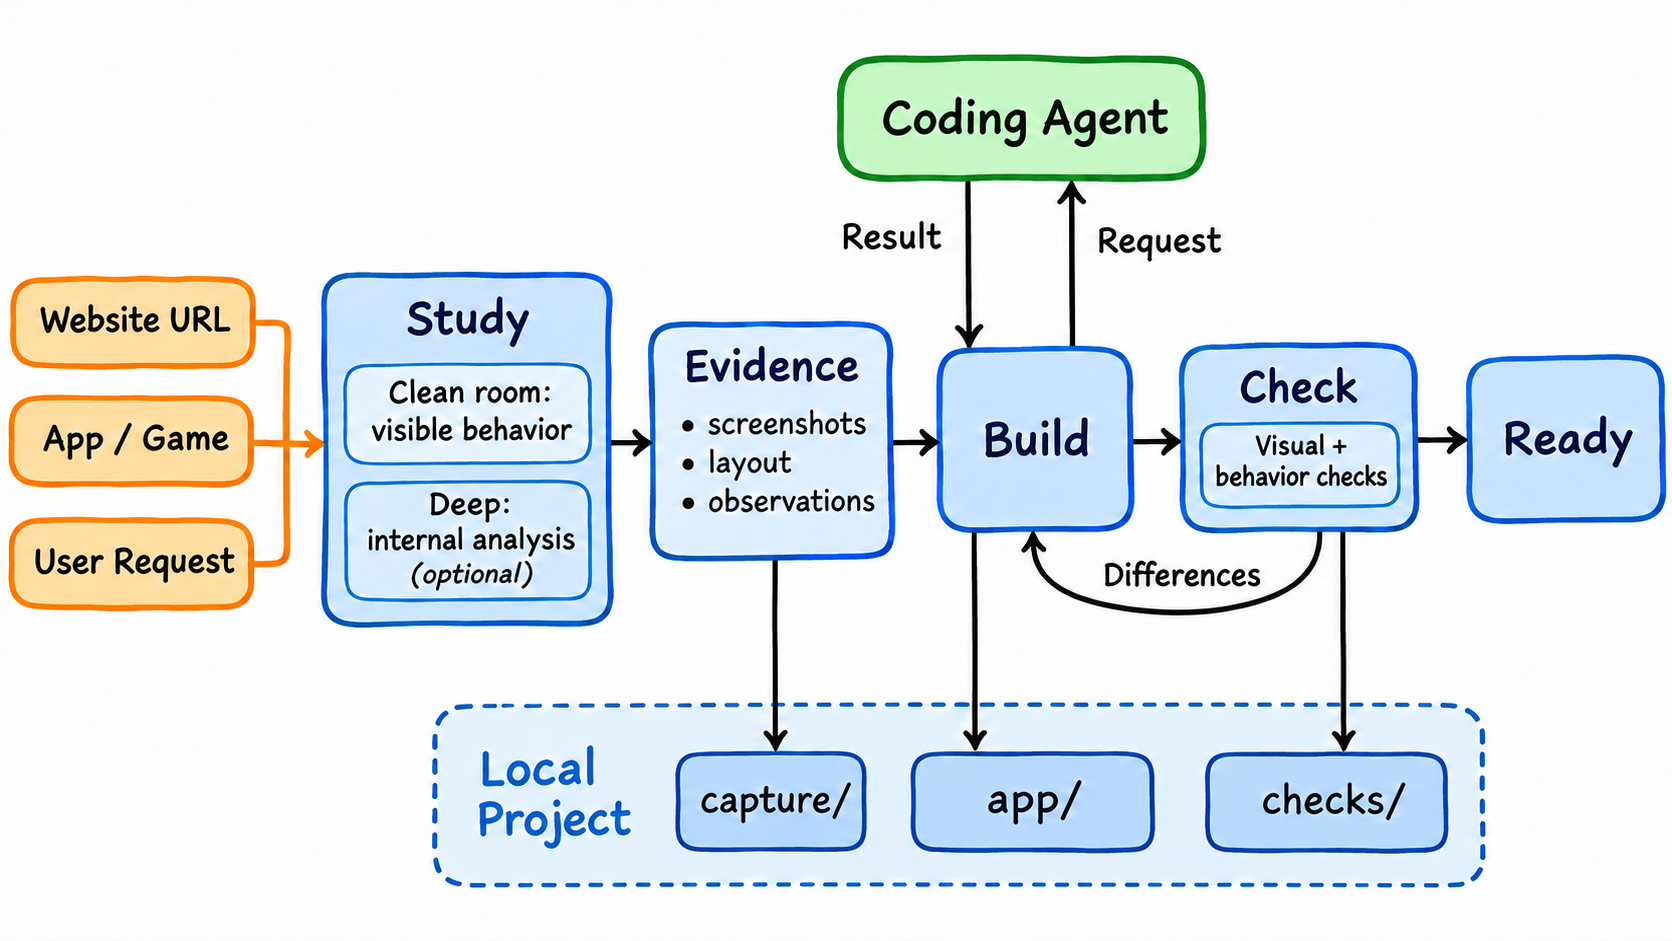 Coding Agent
Result
Request
Website URL
App / Game
User Request
Study
Clean room:
visible behavior
Deep:
internal analysis
(optional)
Evidence
• screenshots
• layout
• observations
Build
Check
Visual +
behavior checks
Ready
Differences
Local
Project
capture/
app/
checks/